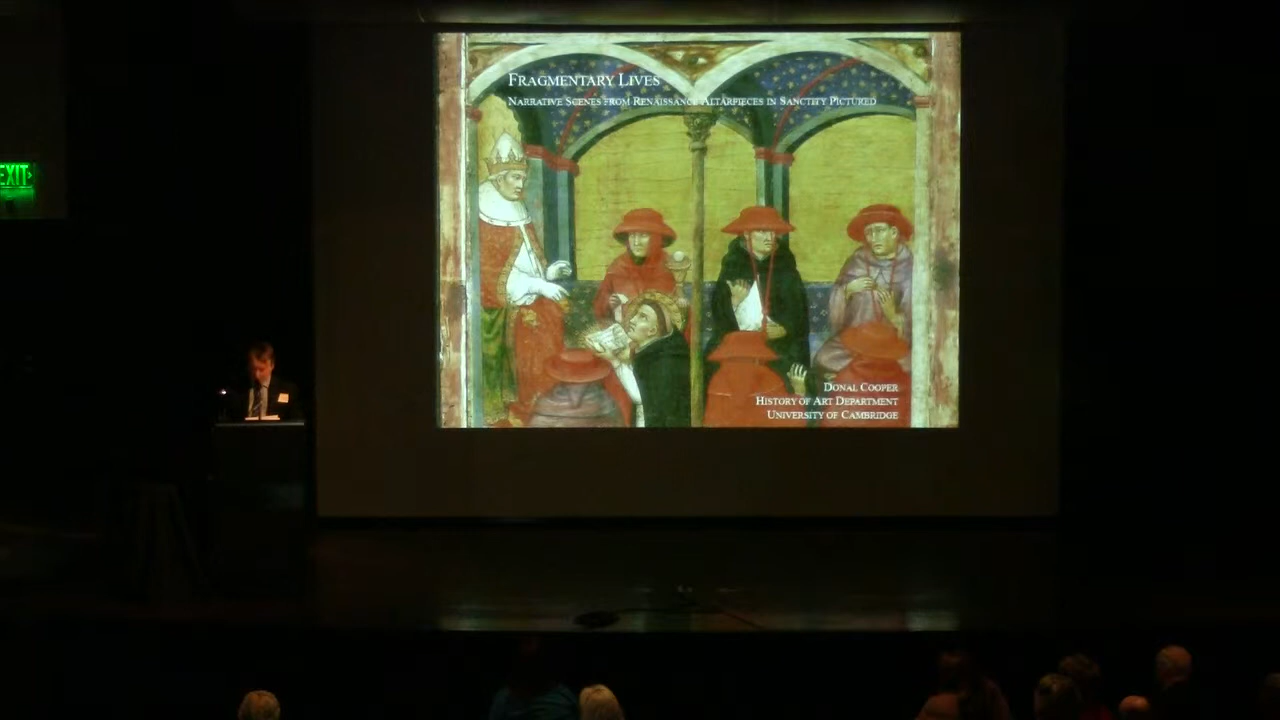 FRAGMENTARY LIVES
NARRATIVE SCENES FROM RENAISSANCE ALTARPIECES IN SANCTITY PICTURED
EXIT
DONAL COOPER
HISTORY OF ART DEPARTMENT
UNIVERSITY OF CAMBRIDGE